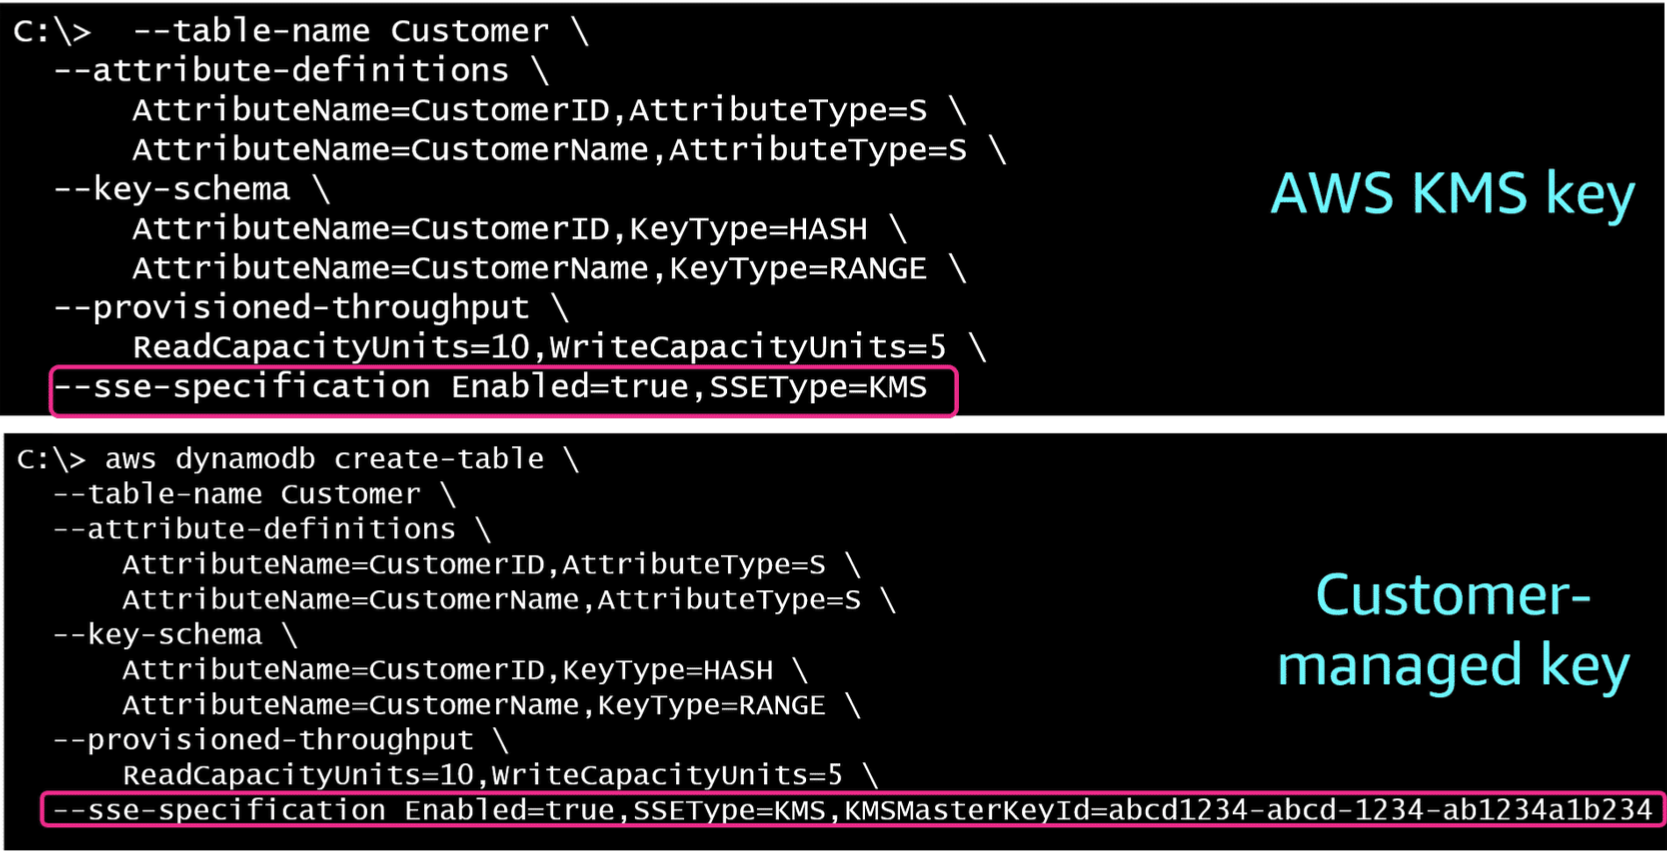 C:\>  --table-name Customer \
  --attribute-definitions \
      AttributeName=CustomerID,AttributeType=S \
      AttributeName=CustomerName,AttributeType=S \
  --key-schema \
      AttributeName=CustomerID,KeyType=HASH \
      AttributeName=CustomerName,KeyType=RANGE \
  --provisioned-throughput \
      ReadCapacityUnits=10,WriteCapacityUnits=5 \
  --sse-specification Enabled=true,SSEType=KMS
AWS KMS key
C:\> aws dynamodb create-table \
  --table-name Customer \
  --attribute-definitions \
      AttributeName=CustomerID,AttributeType=S \
      AttributeName=CustomerName,AttributeType=S \
  --key-schema \
      AttributeName=CustomerID,KeyType=HASH \
      AttributeName=CustomerName,KeyType=RANGE \
  --provisioned-throughput \
      ReadCapacityUnits=10,WriteCapacityUnits=5 \
  --sse-specification Enabled=true,SSEType=KMS,KMSMasterKeyId=abcd1234-abcd-1234-ab1234a1b234
Customer-
managed key